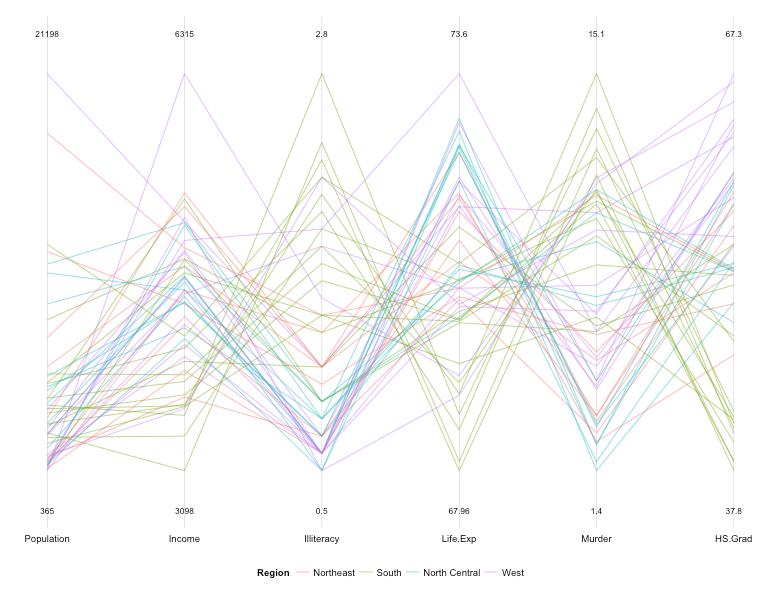 21198 6315 2.8 73.6 15.1 67.3
365 3098 0.5 67.96 1.4 37.8
Population Income Illiteracy Life.Exp Murder HS.Grad
Region Northeast South North Central West